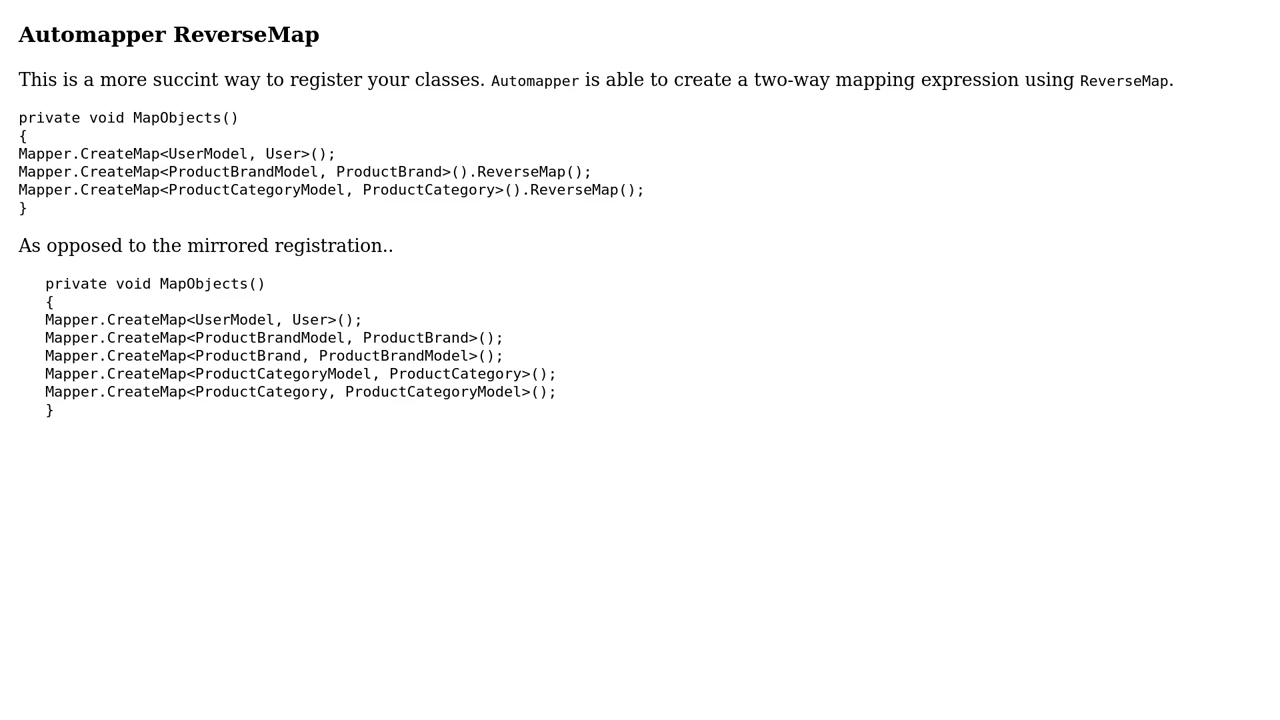 Automapper ReverseMap
This is a more succint way to register your classes. Automapper is able to create a two-way mapping expression using ReverseMap.
private void MapObjects()
{
Mapper.CreateMap<UserModel, User>();
Mapper.CreateMap<ProductBrandModel, ProductBrand>().ReverseMap();
Mapper.CreateMap<ProductCategoryModel, ProductCategory>().ReverseMap();
}
As opposed to the mirrored registration..
private void MapObjects()
{
Mapper.CreateMap<UserModel, User>();
Mapper.CreateMap<ProductBrandModel, ProductBrand>();
Mapper.CreateMap<ProductBrand, ProductBrandModel>();
Mapper.CreateMap<ProductCategoryModel, ProductCategory>();
Mapper.CreateMap<ProductCategory, ProductCategoryModel>();
}